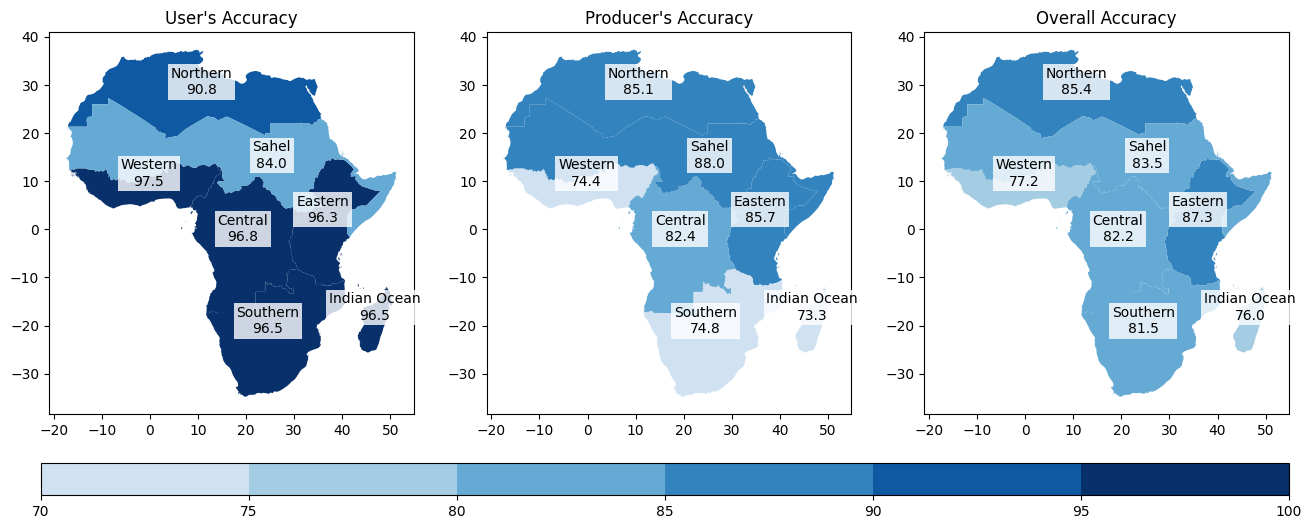 User's Accuracy
40
30
20
10
0
−10
−20
−30
−20 −10 0 10 20 30 40 50
Northern
90.8
Sahel
84.0
Western
97.5
Eastern
96.3
Central
96.8
Indian Ocean
96.5
Southern
96.5
Producer's Accuracy
40
30
20
10
0
−10
−20
−30
−20 −10 0 10 20 30 40 50
Northern
85.1
Sahel
88.0
Western
74.4
Eastern
85.7
Central
82.4
Indian Ocean
73.3
Southern
74.8
Overall Accuracy
40
30
20
10
0
−10
−20
−30
−20 −10 0 10 20 30 40 50
Northern
85.4
Sahel
83.5
Western
77.2
Eastern
87.3
Central
82.2
Indian Ocean
76.0
Southern
81.5
70 75 80 85 90 95 100